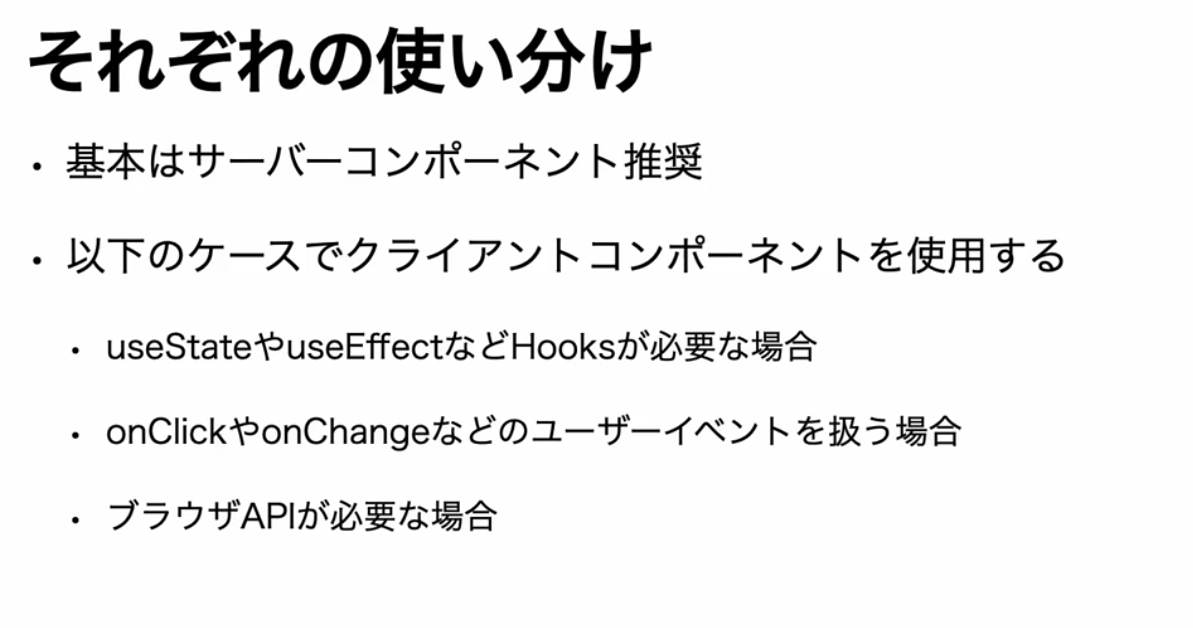 それぞれの使い分け
・ 基本はサーバーコンポーネント推奨
・ 以下のケースでクライアントコンポーネントを使用する
・ useStateやuseEffectなどHooksが必要な場合
・ onClickやonChangeなどのユーザーイベントを扱う場合
・ ブラウザAPIが必要な場合